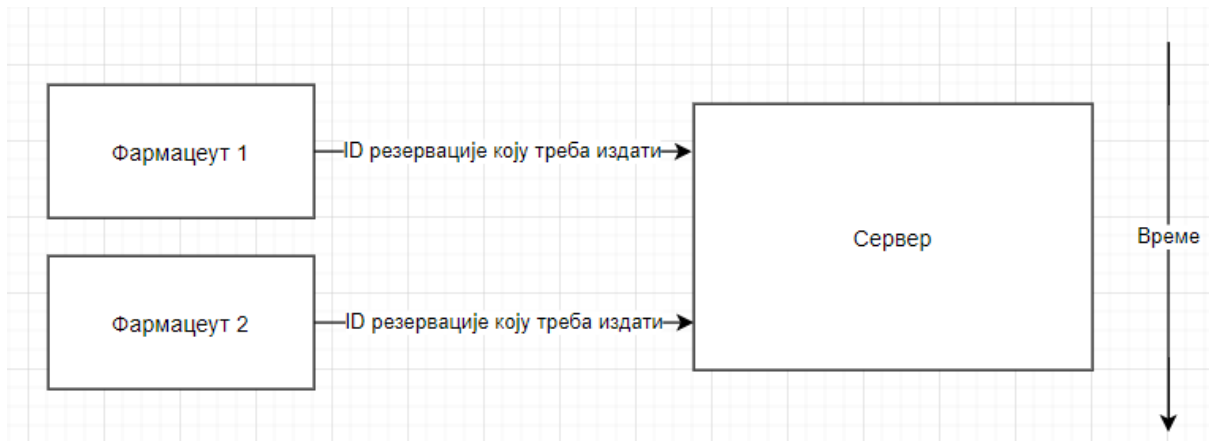 Фармацеут 1
ID резервације коју треба издати
Сервер
Време
Фармацеут 2
ID резервације коју треба издати